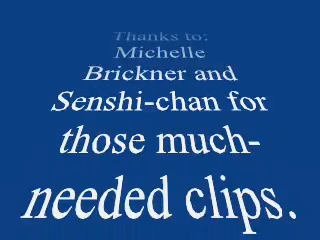 Thanks to:
Michelle
Brickner and
Senshi-chan for
those much-
needed clips.